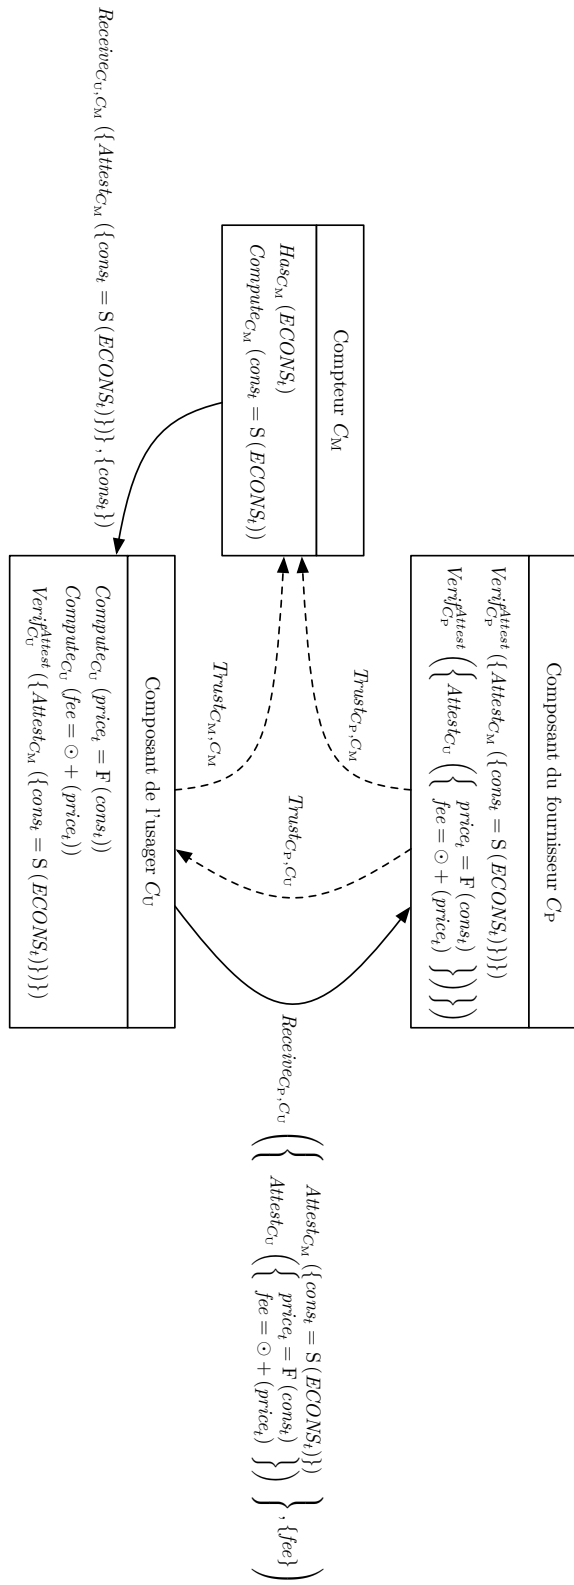 Composant du fournisseur C_P
Verif^{Attest}_{C_P} ({Attest_{C_M} ({cons_t = S (ECONS_t)})})
Verif^{Attest}_{C_P} ({ Attest_{C_U} ({ price_t = F (cons_t)
fee = ⊙ + (price_t) }) })
Compteur C_M
Has_{C_M} (ECONS_t)
Compute_{C_M} (cons_t = S (ECONS_t))
Trust_{C_P,C_M}
Trust_{C_P,C_U}
Trust_{C_M,C_M}
Receive_{C_P,C_U} ({ Attest_{C_M} ({cons_t = S (ECONS_t)})
Attest_{C_U} ({ price_t = F (cons_t)
fee = ⊙ + (price_t) }) }, {fee})
Receive_{C_U,C_M} ({Attest_{C_M} ({cons_t = S (ECONS_t)})}, {cons_t})
Composant de l'usager C_U
Compute_{C_U} (price_t = F (cons_t))
Compute_{C_U} (fee = ⊙ + (price_t))
Verif^{Attest}_{C_U} ({Attest_{C_M} ({cons_t = S (ECONS_t)})})